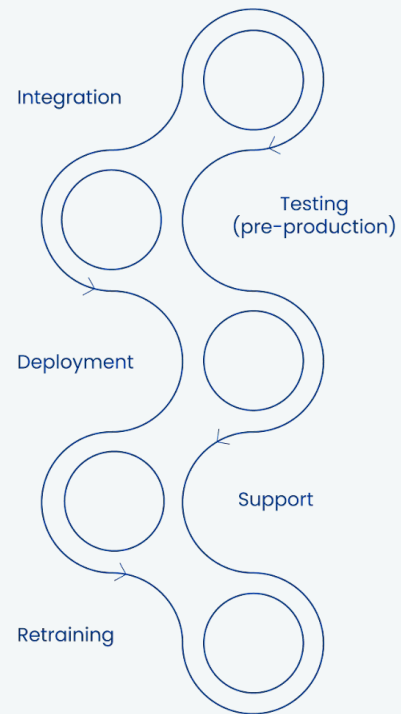 Integration
Testing
(pre-production)
Deployment
Support
Retraining